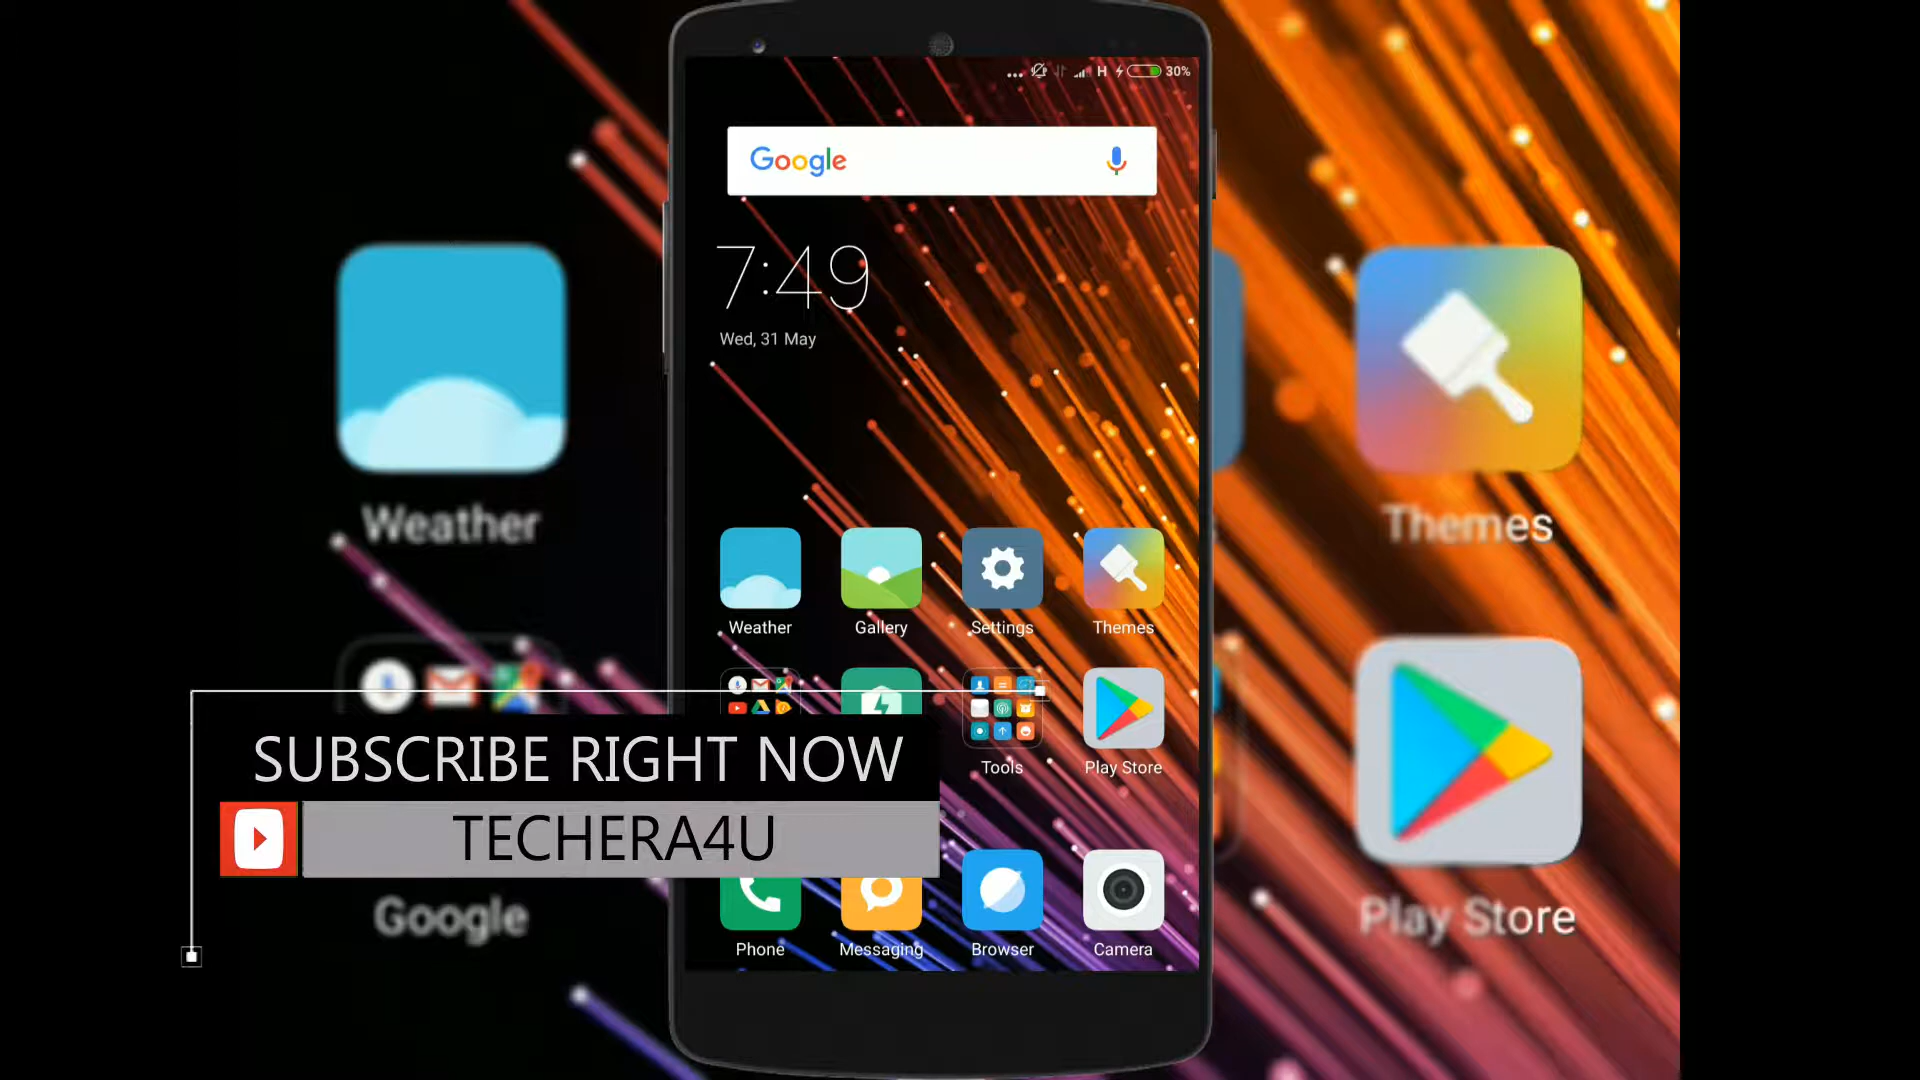 H 30%
Google
7:49
Wed, 31 May
Weather
Themes
Weather Gallery Settings Themes
Tools Play Store
SUBSCRIBE RIGHT NOW
TECHERA4U
Google
Play Store
Phone Messaging Browser Camera